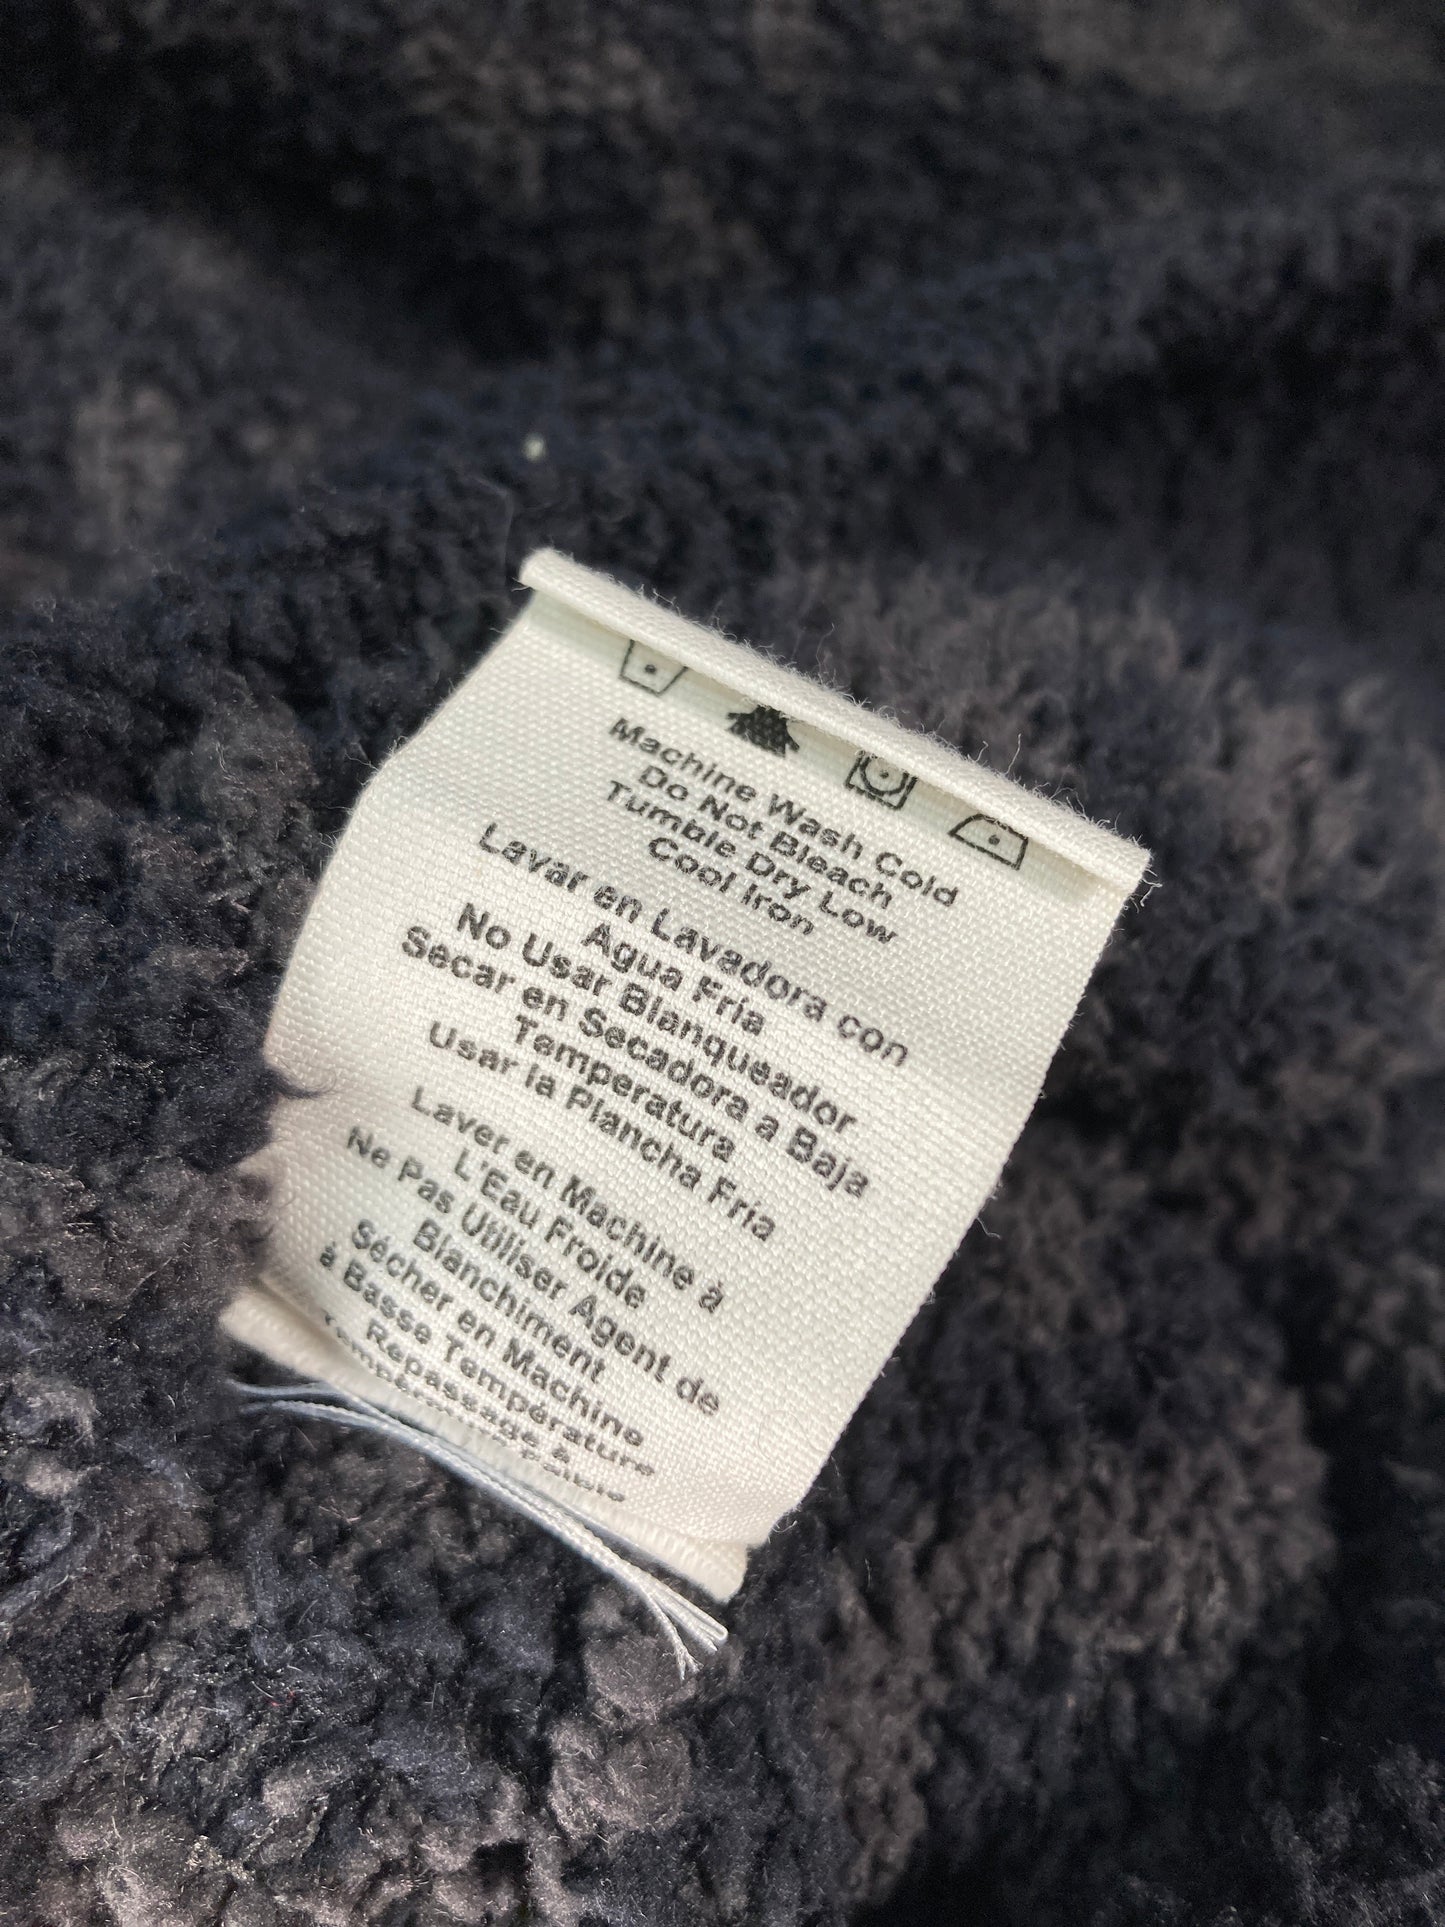 Machine Wash Cold
Do Not Bleach
Tumble Dry Low
Cool Iron
Lavar en Lavadora con
Agua Fría
No Usar Blanqueador
Secar en Secadora a Baja
Temperatura
Usar la Plancha Fría
Laver en Machine à
L'Eau Froide
Ne Pas Utiliser Agent de
Blanchiment
Sécher en Machine
à Basse Température
Repassage à